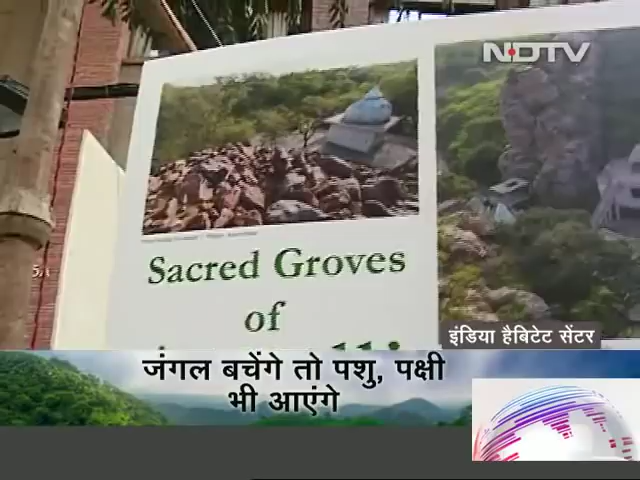 NDTV
Sacred Groves
of
इंडिया हैबिटेट सेंटर
जंगल बचेंगे तो पशु, पक्षी
भी आएंगे